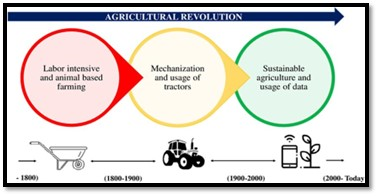 AGRICULTURAL REVOLUTION
Labor intensive
and animal based
farming
Mechanization
and usage of
tractors
Sustainable
agriculture and
usage of data
- 1800)
(1800-1900)
(1900-2000)
(2000- Today